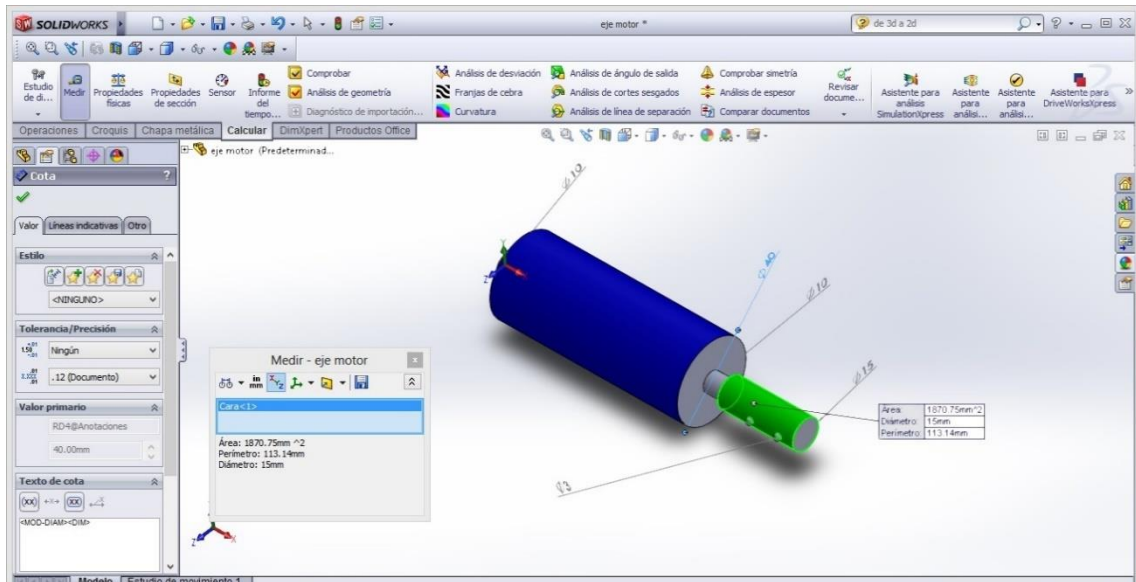 SOLIDWORKS
eje motor *
de 3d a 2d
Estudio de di...
Medir
Propiedades físicas
Propiedades de sección
Sensor
Informe del tiempo...
Comprobar
Análisis de geometría
Diagnóstico de importación...
Análisis de desviación
Franjas de cebra
Curvatura
Análisis de ángulo de salida
Análisis de cortes sesgados
Análisis de línea de separación
Comprobar simetría
Análisis de espesor
Comparar documentos
Revisar docume...
Asistente para análisis SimulationXpress
Asistente para análisi...
Asistente para análisi...
Asistente para DriveWorksXpress
Operaciones Croquis Chapa metálica Calcular DimXpert Productos Office
eje motor (Predeterminad...
Cota ?
Valor Líneas indicativas Otro
Estilo
<NINGUNO>
Tolerancia/Precisión
Ningún
.12 (Documento)
Valor primario
RD4@Anotaciones
40.00mm
Texto de cota
<MOD-DIAM><DIM>
Medir - eje motor
in
mm
Cara<1>
Área: 1870.75mm ^2
Perímetro: 113.14mm
Diámetro: 15mm
∅10
∅40
∅10
∅15
Área: 1870.75mm^2
Diámetro: 15mm
Perímetro: 113.14mm
Modelo Estudio de movimiento 1